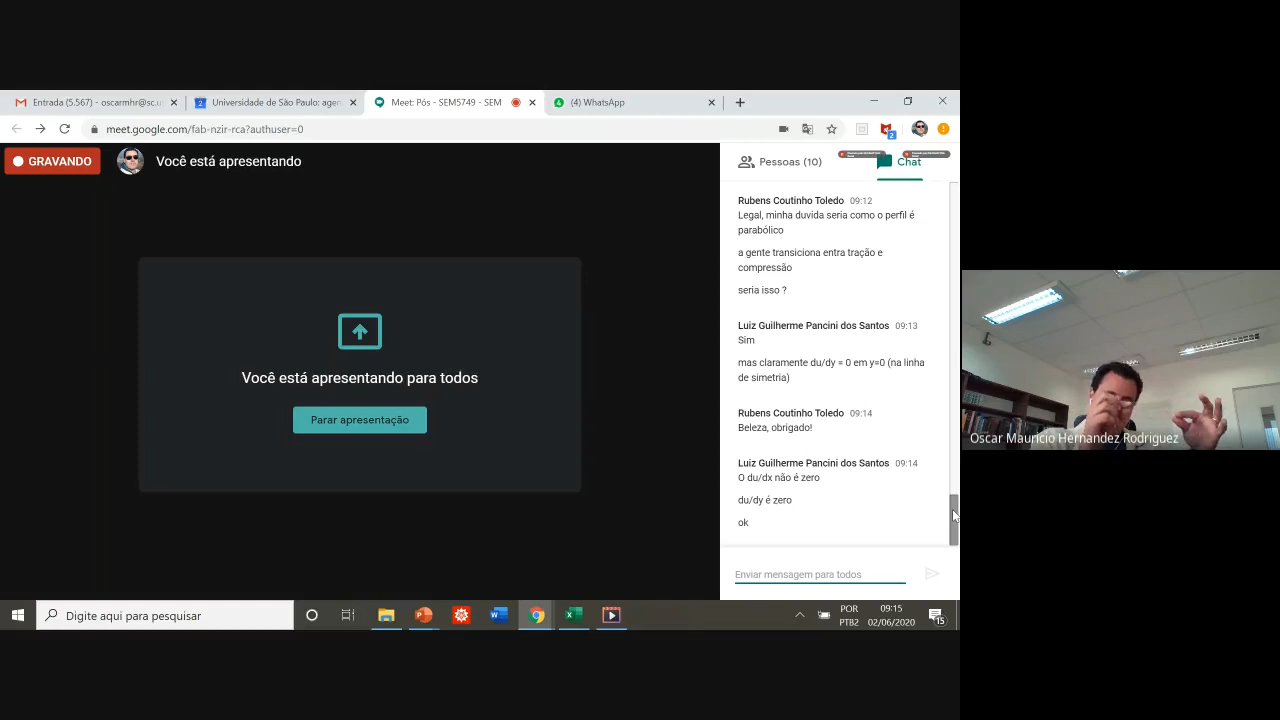 Entrada (5.567) - oscarmhr@sc.u
Universidade de São Paulo: agen
Meet: Pós - SEM5749 - SEM
(4) WhatsApp
meet.google.com/fab-nzir-rca?authuser=0
2
GRAVANDO
Você está apresentando
Pessoas (10)
Chat
Rubens Coutinho Toledo 09:12
Legal, minha duvida seria como o perfil é
parabólico
a gente transiciona entra tração e
compressão
seria isso ?
Luiz Guilherme Pancini dos Santos 09:13
Sim
mas claramente du/dy = 0 em y=0 (na linha
de simetria)
Rubens Coutinho Toledo 09:14
Beleza, obrigado!
Luiz Guilherme Pancini dos Santos 09:14
O du/dx não é zero
du/dy é zero
ok
Enviar mensagem para todos
Você está apresentando para todos
Parar apresentação
Oscar Mauricio Hernandez Rodriguez
Digite aqui para pesquisar
POR
PTB2
09:15
02/06/2020
15